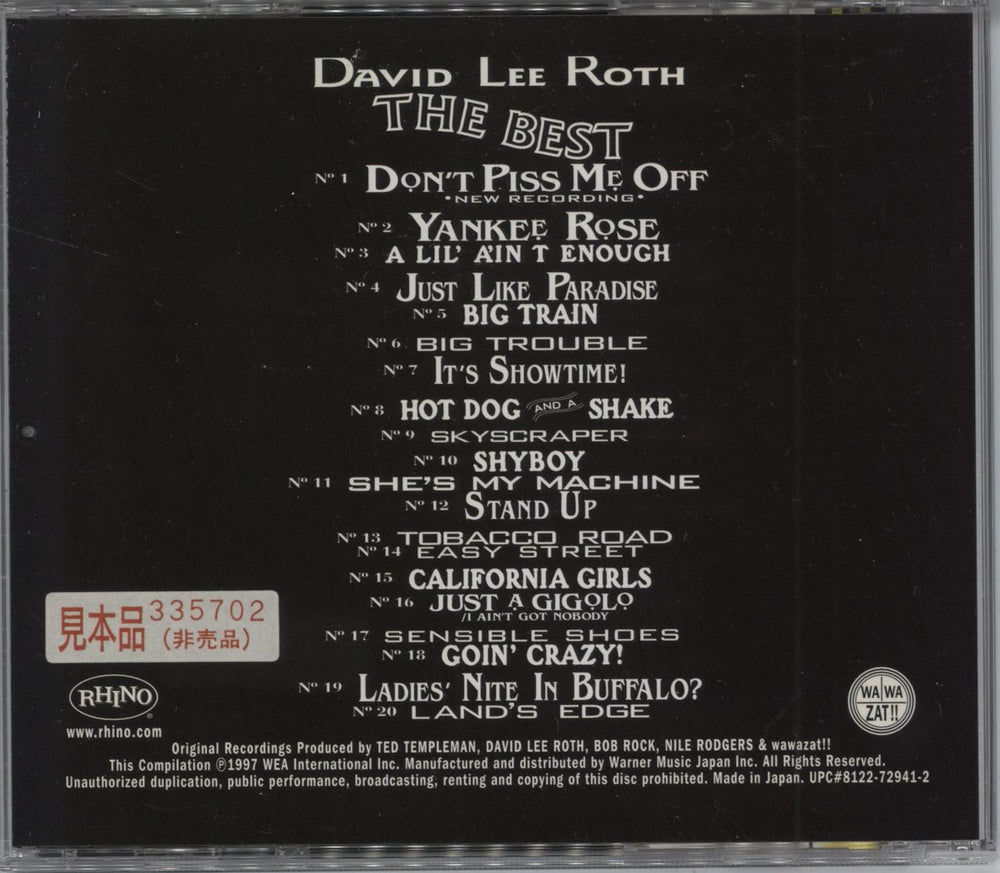 DAVID LEE ROTH
THE BEST
Nº 1 DON'T PISS ME OFF
•NEW RECORDING•
Nº 2 YANKEE ROSE
Nº 3 A LIL' A'IN T ENOUGH
Nº 4 JUST LIKE PARADISE
Nº 5 BIG TRAIN
Nº 6 BIG TROUBLE
Nº 7 IT'S SHOWTIME!
Nº 8 HOT DOG AND A SHAKE
Nº 9 SKYSCRAPER
Nº 10 SHYBOY
Nº 11 SHE'S MY MACHINE
Nº 12 STAND UP
Nº 13 TOBACCO ROAD
Nº 14 EASY STREET
Nº 15 CALIFORNIA GIRLS
Nº 16 JUST A GIGOLO
/I AIN'T GOT NOBODY
Nº 17 SENSIBLE SHOES
Nº 18 GOIN' CRAZY!
Nº 19 LADIES' NITE IN BUFFALO?
Nº 20 LAND'S EDGE
見本品 335702
(非売品)
RHINO®
www.rhino.com
WA WA
ZAT!!
Original Recordings Produced by TED TEMPLEMAN, DAVID LEE ROTH, BOB ROCK, NILE RODGERS & wawazat!!
This Compilation ℗1997 WEA International Inc. Manufactured and distributed by Warner Music Japan Inc. All Rights Reserved.
Unauthorized duplication, public performance, broadcasting, renting and copying of this disc prohibited. Made in Japan. UPC#8122-72941-2